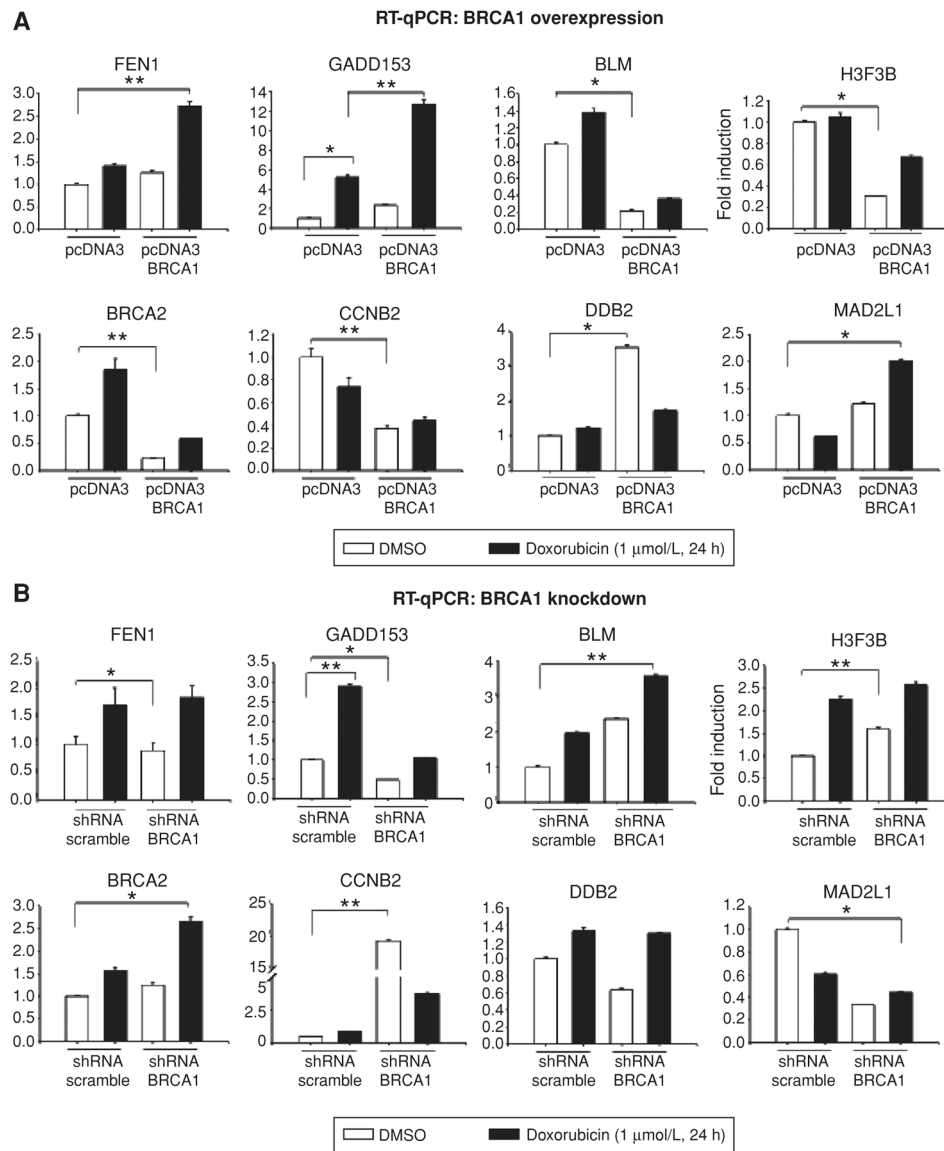 A
RT-qPCR: BRCA1 overexpression
FEN1
**
3.0
2.5
2.0
1.5
1.0
0.5
0.0
pcDNA3
pcDNA3
BRCA1
GADD153
**
*
14
12
10
8
6
4
2
0
pcDNA3
pcDNA3
BRCA1
BLM
*
1.6
1.4
1.2
1.0
0.8
0.6
0.4
0.2
0.0
pcDNA3
pcDNA3
BRCA1
H3F3B
*
Fold induction
1.2
1.0
0.8
0.6
0.4
0.2
0.0
pcDNA3
pcDNA3
BRCA1
BRCA2
**
2.5
2.0
1.5
1.0
0.5
0.0
pcDNA3
pcDNA3
BRCA1
CCNB2
**
1.2
1.0
0.8
0.6
0.4
0.2
0.0
pcDNA3
pcDNA3
BRCA1
DDB2
*
4
3
2
1
0
pcDNA3
pcDNA3
BRCA1
MAD2L1
*
2.5
2.0
1.5
1.0
0.5
0.0
pcDNA3
pcDNA3
BRCA1
DMSO Doxorubicin (1 μmol/L, 24 h)
B
RT-qPCR: BRCA1 knockdown
FEN1
*
2.5
2.0
1.5
1.0
0.5
0.0
shRNA shRNA
scramble BRCA1
GADD153
*
**
3.5
3.0
2.5
2.0
1.5
1.0
0.5
0.0
shRNA shRNA
scramble BRCA1
BLM
**
4
3
2
1
0
shRNA shRNA
scramble BRCA1
H3F3B
**
Fold induction
3.0
2.5
2.0
1.5
1.0
0.5
0.0
shRNA shRNA
scramble BRCA1
BRCA2
*
3.0
2.5
2.0
1.5
1.0
0.5
0.0
shRNA shRNA
scramble BRCA1
CCNB2
**
25
20
15
5
2.5
0
shRNA shRNA
scramble BRCA1
DDB2
1.6
1.4
1.2
1.0
0.8
0.6
0.4
0.2
0.0
shRNA shRNA
scramble BRCA1
MAD2L1
*
1.2
1.0
0.8
0.6
0.4
0.2
0.0
shRNA shRNA
scramble BRCA1
DMSO Doxorubicin (1 μmol/L, 24 h)